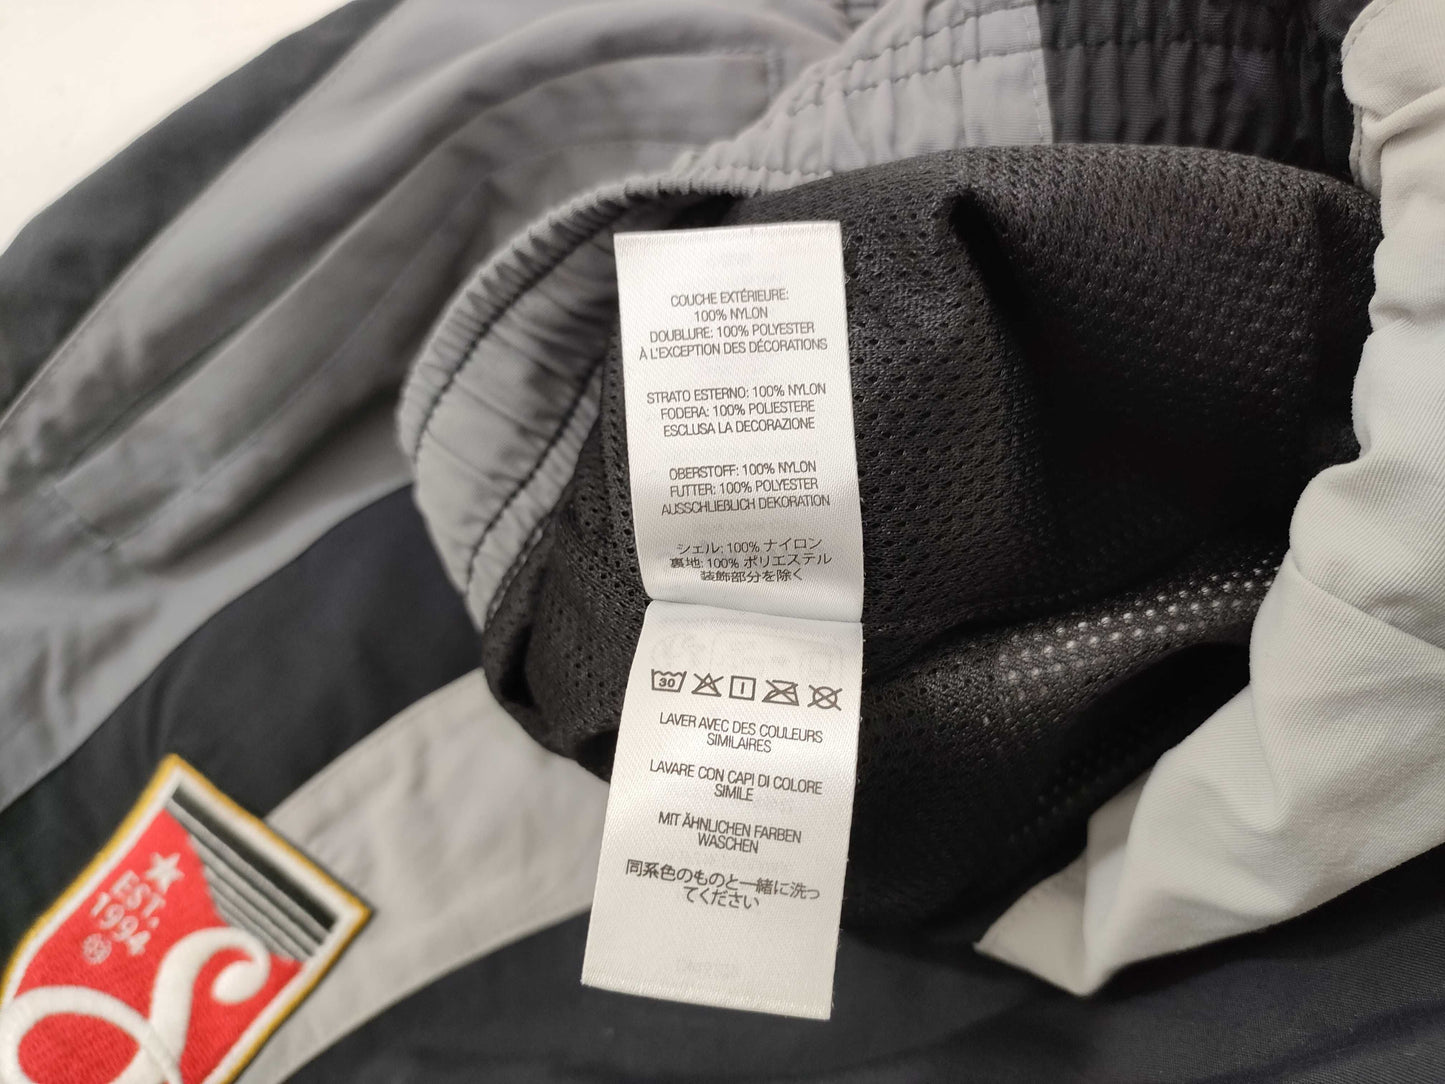 COUCHE EXTÉRIEURE:
100% NYLON
DOUBLURE: 100% POLYESTER
À L'EXCEPTION DES DÉCORATIONS
STRATO ESTERNO: 100% NYLON
FODERA: 100% POLIESTERE
ESCLUSA LA DECORAZIONE
OBERSTOFF: 100% NYLON
FUTTER: 100% POLYESTER
AUSSCHLIEßLICH DEKORATION
シェル: 100% ナイロン
裏地: 100% ポリエステル
装飾部分を除く
30
LAVER AVEC DES COULEURS
SIMILAIRES
LAVARE CON CAPI DI COLORE
SIMILE
MIT ÄHNLICHEN FARBEN
WASCHEN
同系色のものと一緒に洗っ
てください
EST.
1994